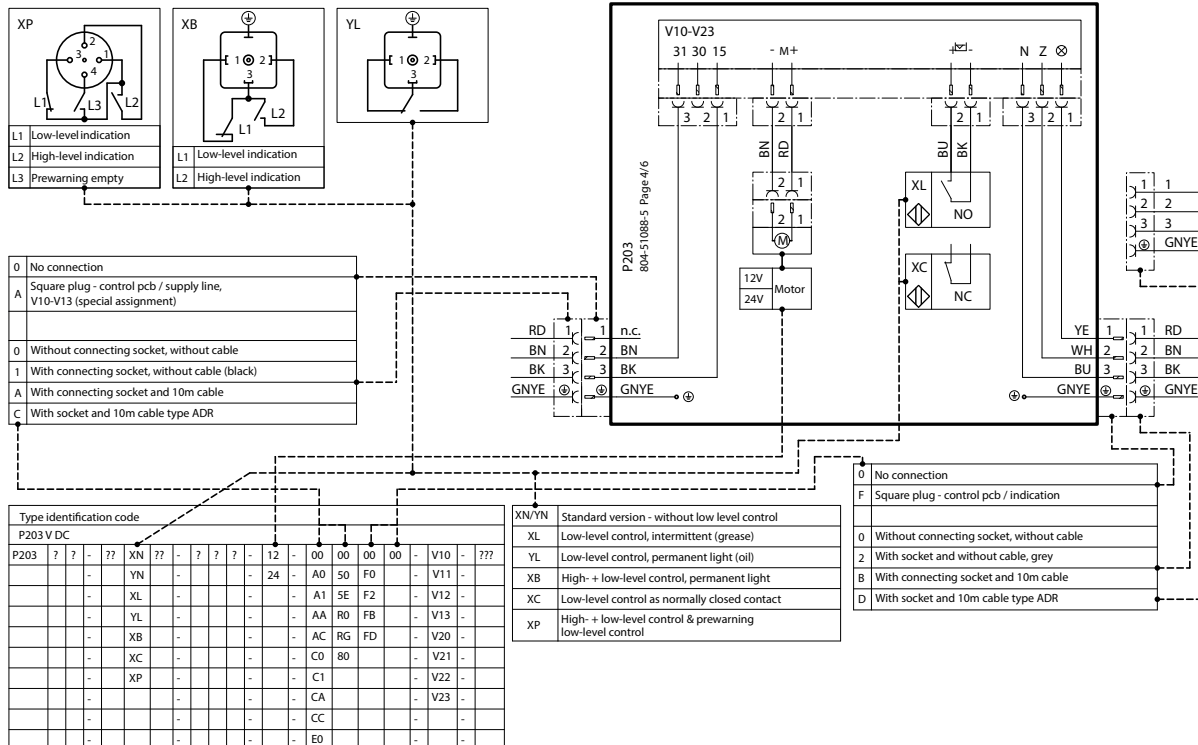 XP
2
3
1
4
L1
L3
L2
L1 Low-level indication
L2 High-level indication
L3 Prewarning empty
XB
1
2
3
L1
L2
L1 Low-level indication
L2 High-level indication
YL
1
2
3
V10-V23
31 30 15
- M+
+ -
N Z
3 2 1
2 1
2 1
3 2 1
BN
RD
BU
BK
P203
804-51088-5 Page 4/6
2 1
2 1
M
12V
24V
Motor
XL
NO
XC
NC
1 1
2 2
3 3
GNYE
0 No connection
A Square plug - control pcb / supply line,
V10-V13 (special assignment)
0 Without connecting socket, without cable
1 With connecting socket, without cable (black)
A With connecting socket and 10m cable
C With socket and 10m cable type ADR
RD 1 1 n.c.
BN 2 2 BN
BK 3 3 BK
GNYE GNYE
YE 1 1 RD
WH 2 2 BN
BU 3 3 BK
GNYE GNYE
0 No connection
F Square plug - control pcb / indication
0 Without connecting socket, without cable
2 With socket and without cable, grey
B With connecting socket and 10m cable
D With socket and 10m cable type ADR
Type identification code
P203 V DC
P203 ? ? - ?? XN ?? - ? ? ? - 12 - 00 00 00 00 - V10 - ???
- YN - - 24 - A0 50 F0 - V11 -
- XL - - - A1 5E F2 - V12 -
- YL - - - AA R0 FB - V13 -
- XB - - - AC RG FD - V20 -
- XC - - - C0 80 - V21 -
- XP - - - C1 - V22 -
- - - - CA - V23 -
- - - - CC - -
- - - - E0 - -
XN/YN Standard version - without low level control
XL Low-level control, intermittent (grease)
YL Low-level control, permanent light (oil)
XB High- + low-level control, permanent light
XC Low-level control as normally closed contact
XP High- + low-level control & prewarning
low-level control